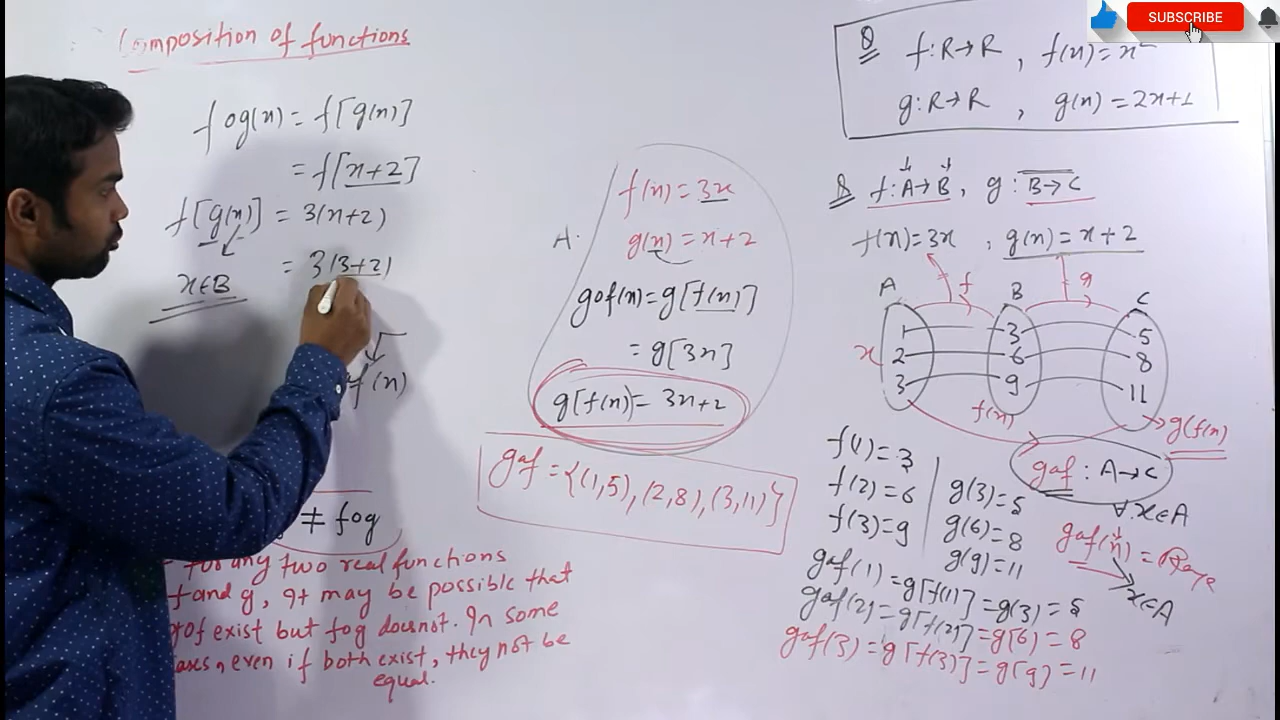 Composition of functions
fog(x) = f[g(x)]
= f[x+2]
f[g(x)] = 3(x+2)
x∈B
= 3(3+2)
f(x)
≠ fog
For any two real functions
f and g, It may be possible that
gof exist but fog does not. In some
cases, even if both exist, they not be
equal.
A.
f(x) = 3x
g(x) = x+2
gof(x) = g[f(x)]
= g[3x]
g[f(x)] = 3x+2
gof = {(1,5), (2,8), (3,11)}
SUBSCRIBE
Q f: R→R , f(x) = x²
g: R→R , g(x) = 2x+1
Q f: A→B, g: B→C
f(x) = 3x , g(x) = x+2
f g
A B C
1 3 5
x 2 6 8
3 9 11
f(x) g(f(x)
gof : A→C
∀ x∈A
f(1) = 3
f(2) = 6
f(3) = 9
g(3) = 5
g(6) = 8
g(9) = 11
gof(x) = Range
x∈A
gof(1) = g[f(1)] = g(3) = 5
gof(2) = g[f(2)] = g(6) = 8
gof(3) = g[f(3)] = g(9) = 11